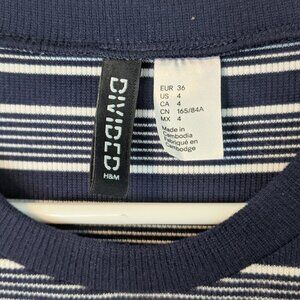 DIVIDED
H&M
EUR 36
US 4
CA 4
CN 165/84A
MX 4
Made in
Cambodia
Fabriqué en
Cambodge